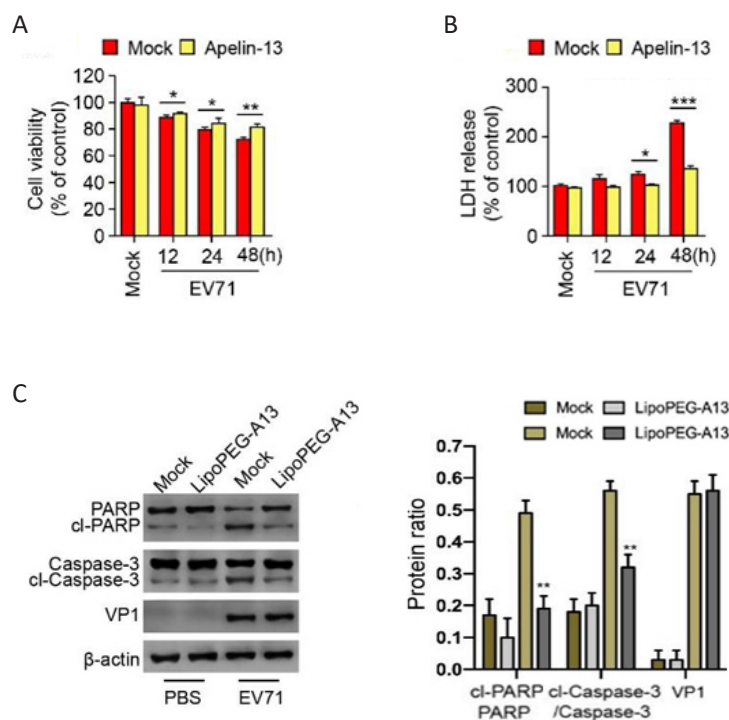 A
Mock Apelin-13
Cell viability
(% of control)
120
100
80
60
40
20
0
* * **
Mock 12 24 48(h)
EV71
B
Mock Apelin-13
LDH release
(% of control)
300
200
100
0
* ***
Mock 12 24 48(h)
EV71
C
Mock LipoPEG-A13 Mock LipoPEG-A13
PARP
cl-PARP
Caspase-3
cl-Caspase-3
VP1
β-actin
PBS EV71
Mock LipoPEG-A13
Mock LipoPEG-A13
Protein ratio
0.7
0.6
0.5
0.4
0.3
0.2
0.1
0.0
** **
cl-PARP cl-Caspase-3 VP1
PARP /Caspase-3